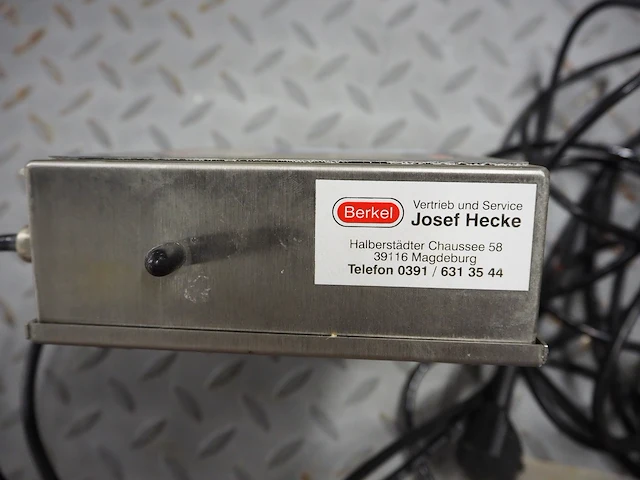 Berkel
Vertrieb und Service
Josef Hecke
Halberstädter Chaussee 58
39116 Magdeburg
Telefon 0391 / 631 35 44